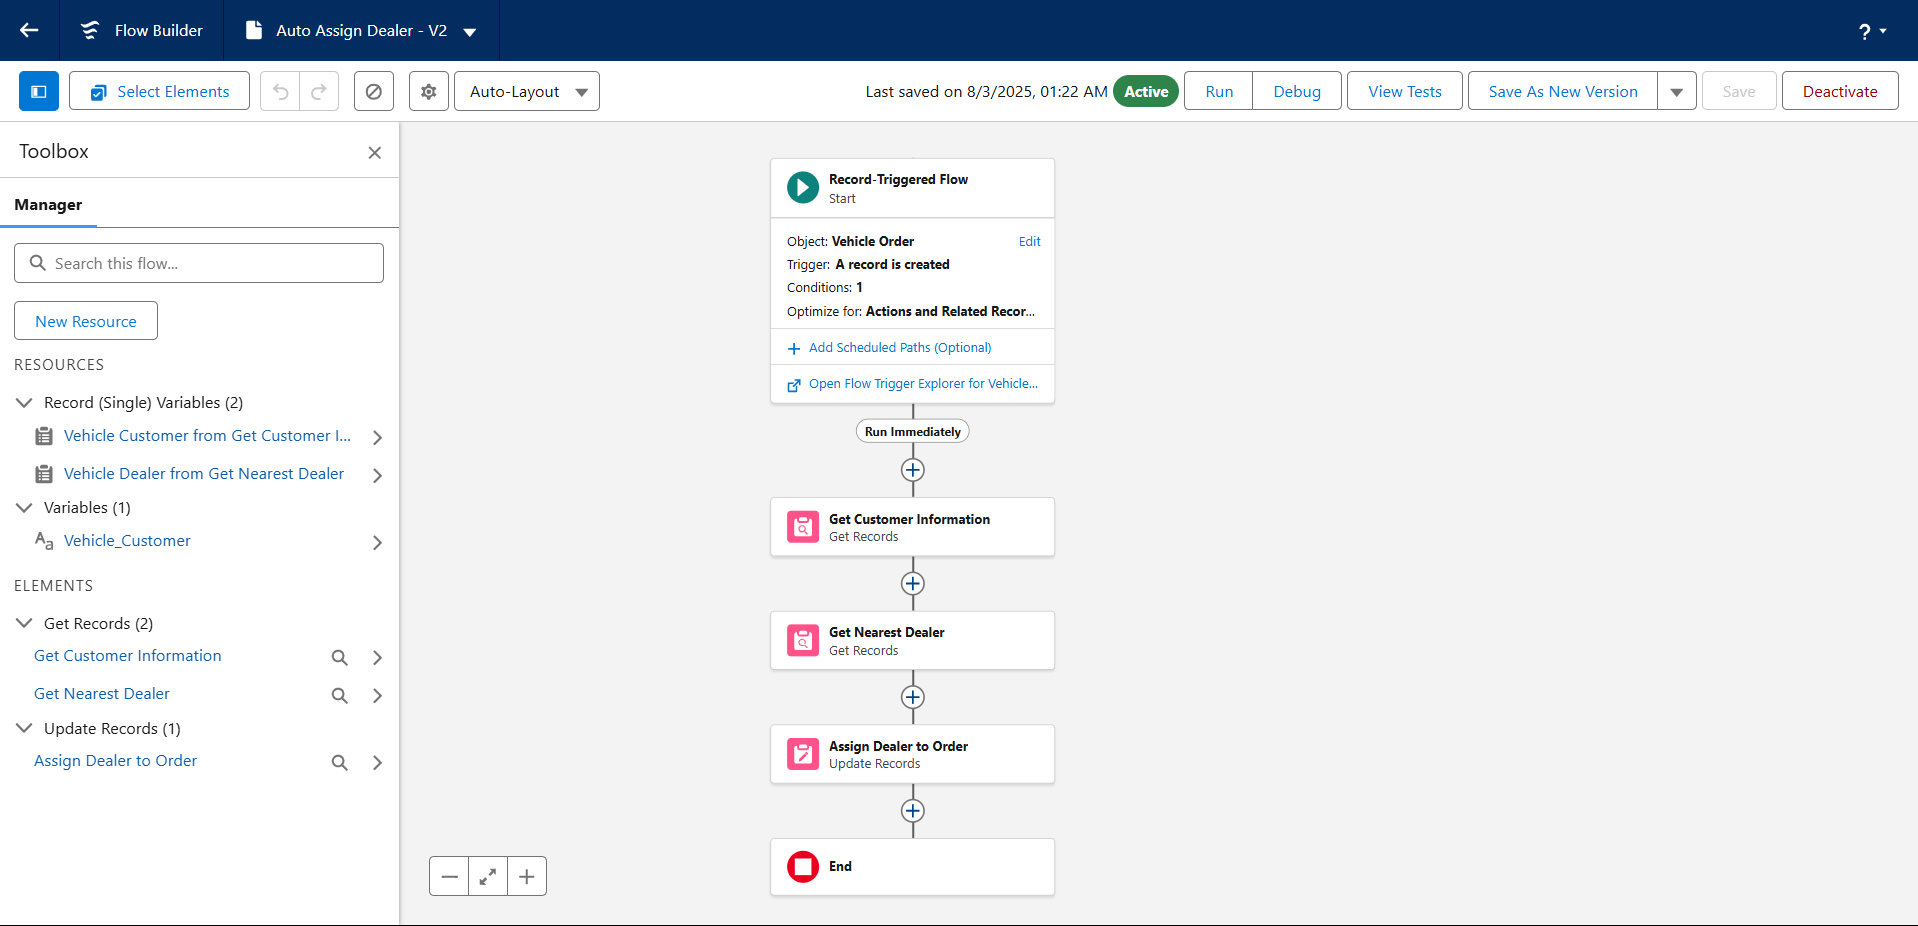 Flow Builder
Auto Assign Dealer - V2
?
Select Elements
Auto-Layout
Last saved on 8/3/2025, 01:22 AM
Active
Run
Debug
View Tests
Save As New Version
Save
Deactivate
Toolbox
Manager
Search this flow...
New Resource
RESOURCES
Record (Single) Variables (2)
Vehicle Customer from Get Customer I...
Vehicle Dealer from Get Nearest Dealer
Variables (1)
Aa Vehicle_Customer
ELEMENTS
Get Records (2)
Get Customer Information
Get Nearest Dealer
Update Records (1)
Assign Dealer to Order
Record-Triggered Flow
Start
Object: Vehicle Order
Edit
Trigger: A record is created
Conditions: 1
Optimize for: Actions and Related Recor...
Add Scheduled Paths (Optional)
Open Flow Trigger Explorer for Vehicle...
Run Immediately
Get Customer Information
Get Records
Get Nearest Dealer
Get Records
Assign Dealer to Order
Update Records
End